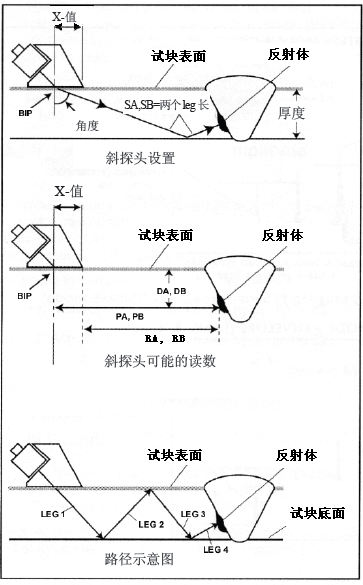 X-值
试块表面
反射体
SA,SB=两个leg 长
BIP
角度
厚度
斜探头设置
X-值
试块表面
反射体
DA, DB
BIP
PA, PB
RA, RB
斜探头可能的读数
试块表面
反射体
试块底面
LEG 1
LEG 2
LEG 3
LEG 4
路径示意图